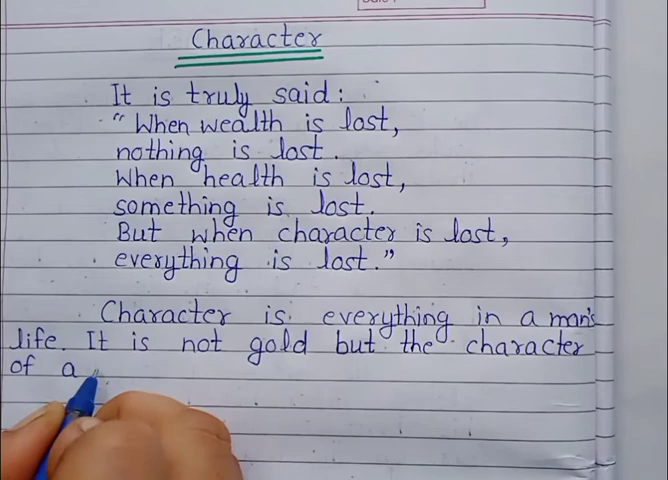 Character
It is truly said:
"When wealth is lost,
nothing is lost.
When health is lost,
something is lost.
But when character is lost,
everything is lost."
Character is everything in a man's
life. It is not gold but the character
of a